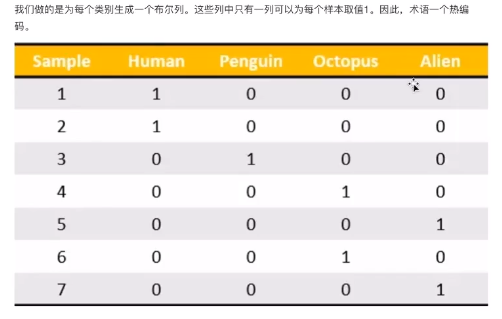 我们做的是为每个类别生成一个布尔列。这些列中只有一列可以为每个样本取值1。因此，术语一个热编
码。
Sample Human Penguin Octopus Alien
1 1 0 0 0
2 1 0 0 0
3 0 1 0 0
4 0 0 1 0
5 0 0 0 1
6 0 0 1 0
7 0 0 0 1